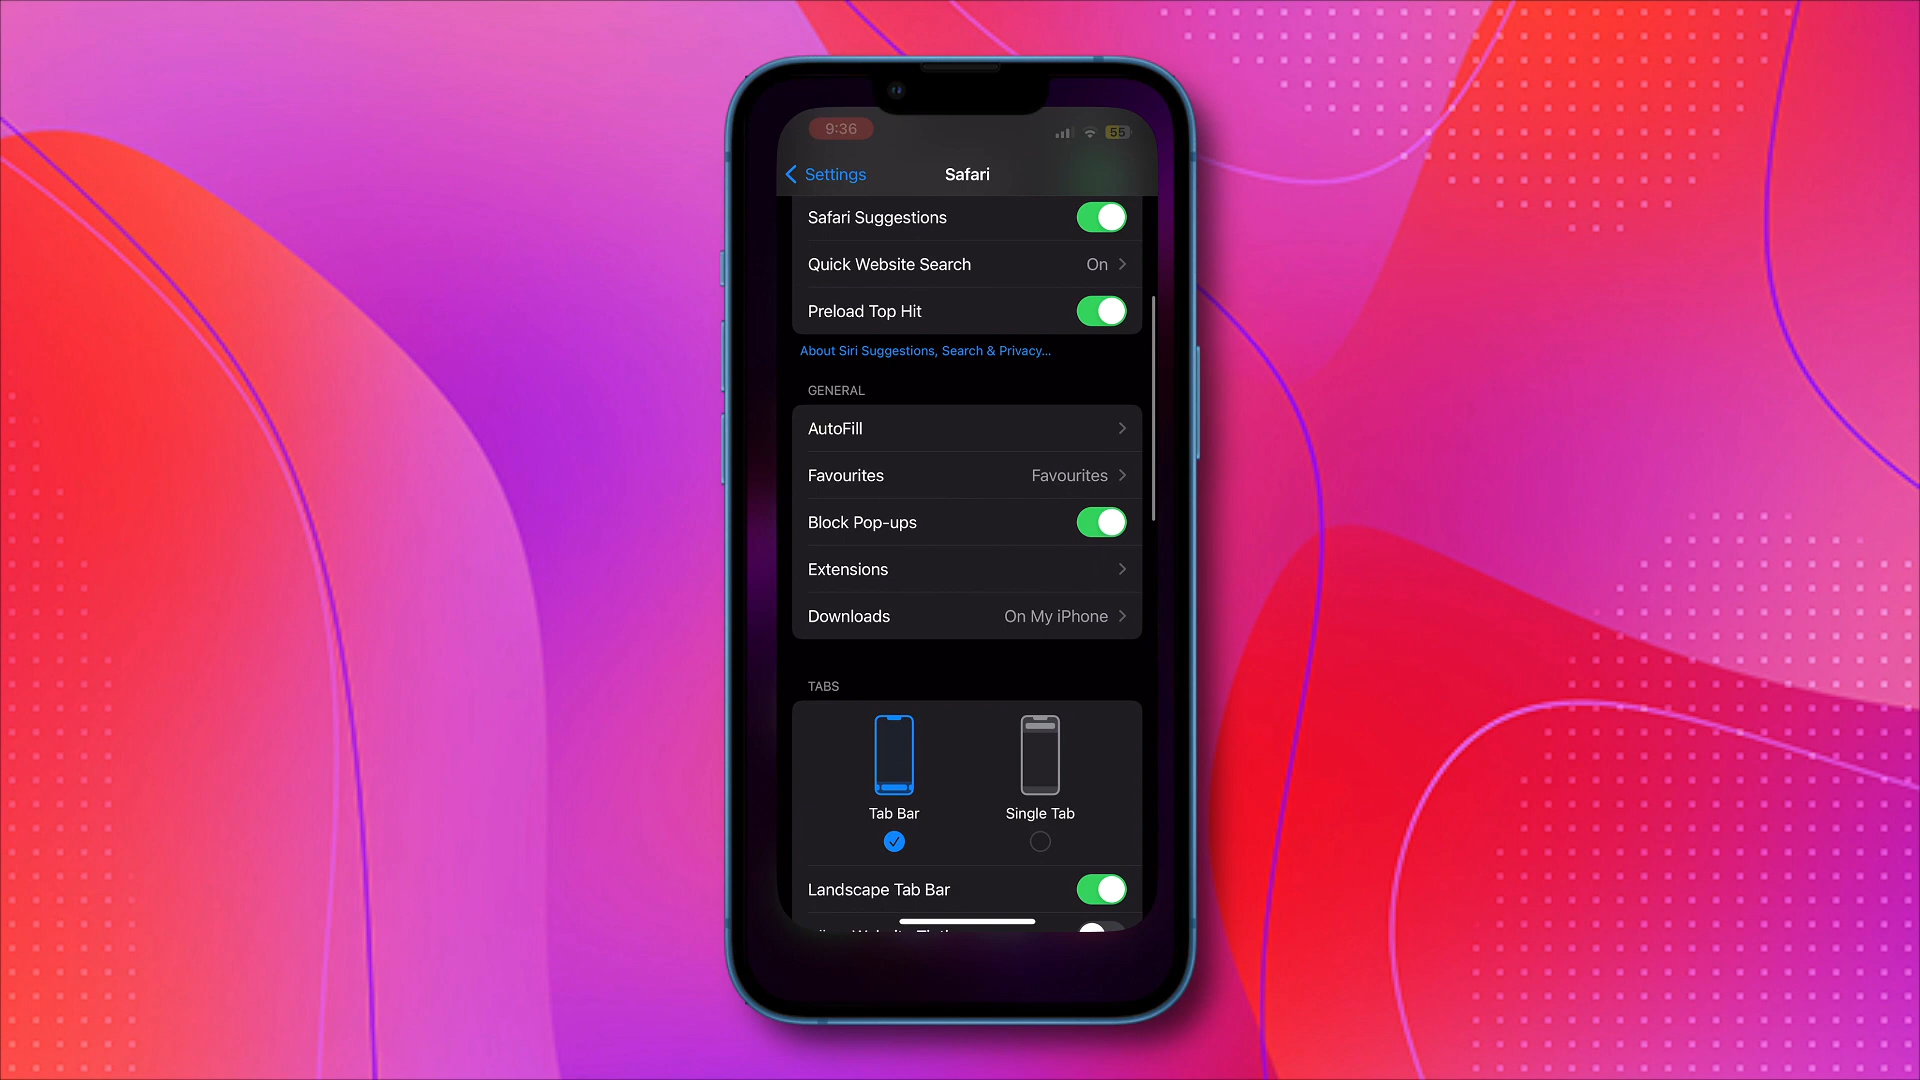 9:36
55
Settings
Safari
Safari Suggestions
Quick Website Search On
Preload Top Hit
About Siri Suggestions, Search & Privacy...
GENERAL
AutoFill
Favourites Favourites
Block Pop-ups
Extensions
Downloads On My iPhone
TABS
Tab Bar
Single Tab
Landscape Tab Bar